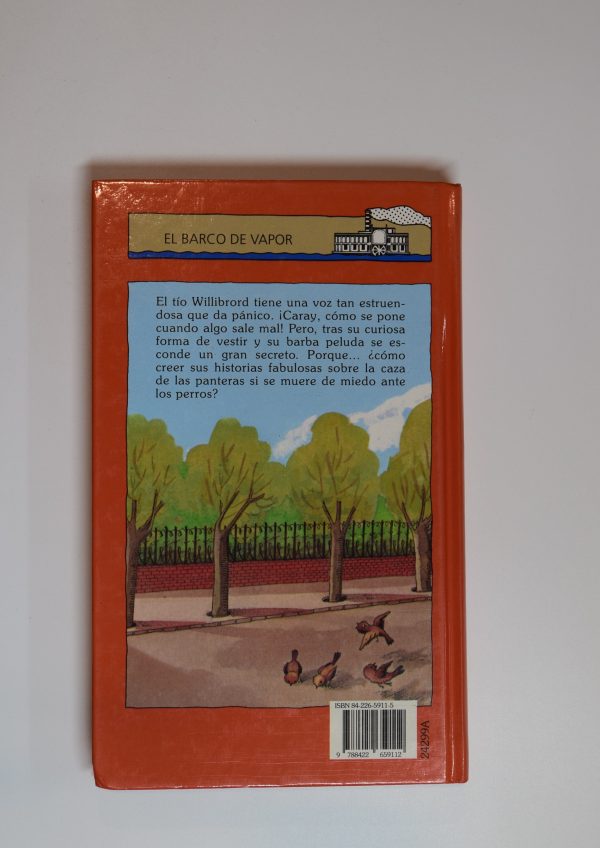 EL BARCO DE VAPOR
El tío Willibrord tiene una voz tan estruen-
dosa que da pánico. ¡Caray, cómo se pone
cuando algo sale mal! Pero, tras su curiosa
forma de vestir y su barba peluda se es-
conde un gran secreto. Porque... ¿cómo
creer sus historias fabulosas sobre la caza
de las panteras si se muere de miedo ante
los perros?
ISBN 84-226-5911-5
9 788422 659112
24299A